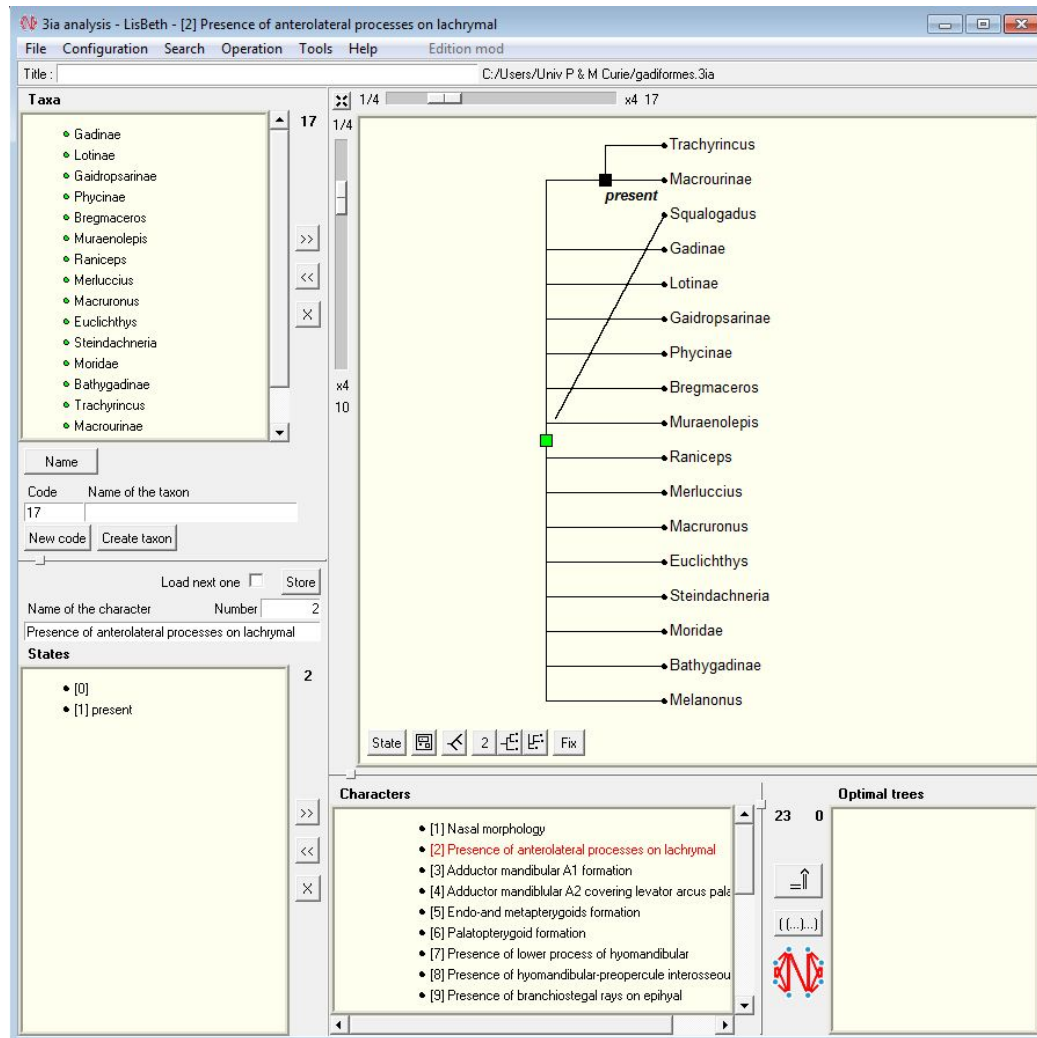 3ia analysis - LisBeth - [2] Presence of anterolateral processes on lachrymal
File Configuration Search Operation Tools Help Edition mod
Title : C:/Users/Univ P & M Curie/gadiformes.3ia
Taxa
17
Gadinae
Lotinae
Gaidropsarinae
Phycinae
Bregmaceros
Muraenolepis
Raniceps
Merluccius
Macruronus
Euclichthys
Steindachneria
Moridae
Bathygadinae
Trachyrincus
Macrourinae
>>
<<
X
Name
Code Name of the taxon
17
New code Create taxon
Load next one Store
Name of the character Number 2
Presence of anterolateral processes on lachrymal
States
2
[0]
[1] present
>>
<<
X
1/4 x4 17
1/4
x4
10
Trachyrincus
Macrourinae
present
Squalogadus
Gadinae
Lotinae
Gaidropsarinae
Phycinae
Bregmaceros
Muraenolepis
Raniceps
Merluccius
Macruronus
Euclichthys
Steindachneria
Moridae
Bathygadinae
Melanonus
State 2 Fix
Characters
[1] Nasal morphology
[2] Presence of anterolateral processes on lachrymal
[3] Adductor mandibular A1 formation
[4] Adductor mandiblular A2 covering levator arcus pala
[5] Endo-and metapterygoids formation
[6] Palatopterygoid formation
[7] Presence of lower process of hyomandibular
[8] Presence of hyomandibular-preopercule interosseou
[9] Presence of branchiostegal rays on epihyal
23 0
=⇑
((...)...)
Optimal trees